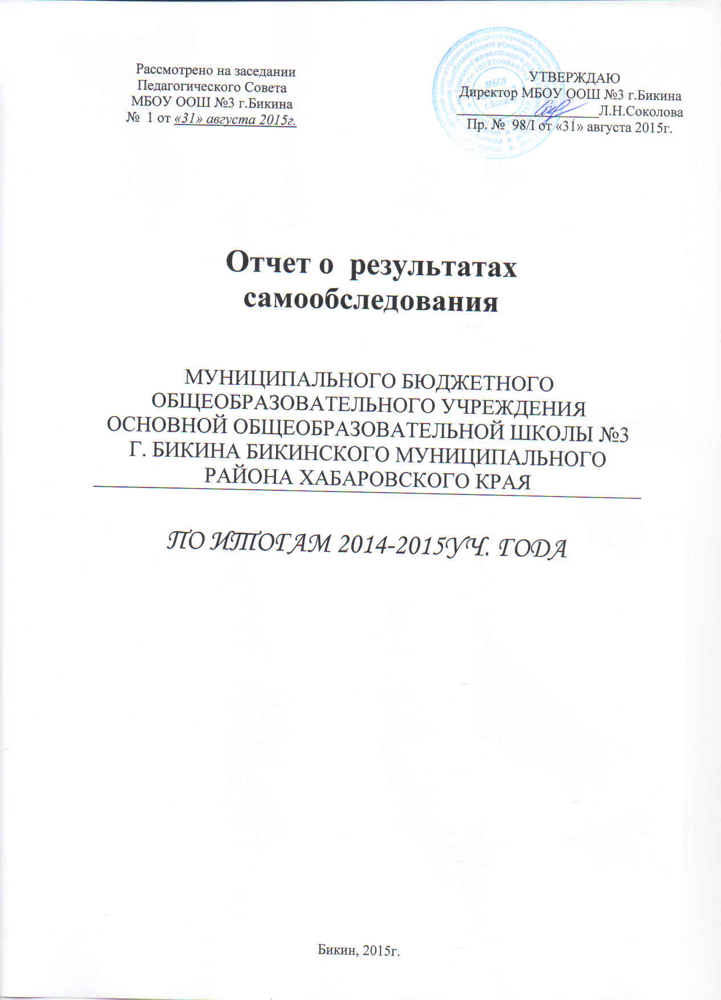 Рассмотрено на заседании
Педагогического Совета
МБОУ ООШ №3 г.Бикина
№ 1 от «31» августа 2015г.
УТВЕРЖДАЮ
Директор МБОУ ООШ №3 г.Бикина
Л.Н.Соколова
Пр. № 98/I от «31» августа 2015г.
МБОУ
г.Бикина
Отчет о результатах
самообследования
МУНИЦИПАЛЬНОГО БЮДЖЕТНОГО
ОБЩЕОБРАЗОВАТЕЛЬНОГО УЧРЕЖДЕНИЯ
ОСНОВНОЙ ОБЩЕОБРАЗОВАТЕЛЬНОЙ ШКОЛЫ №3
Г. БИКИНА БИКИНСКОГО МУНИЦИПАЛЬНОГО
РАЙОНА ХАБАРОВСКОГО КРАЯ
ПО ИТОГАМ 2014-2015УЧ. ГОДА
Бикин, 2015г.